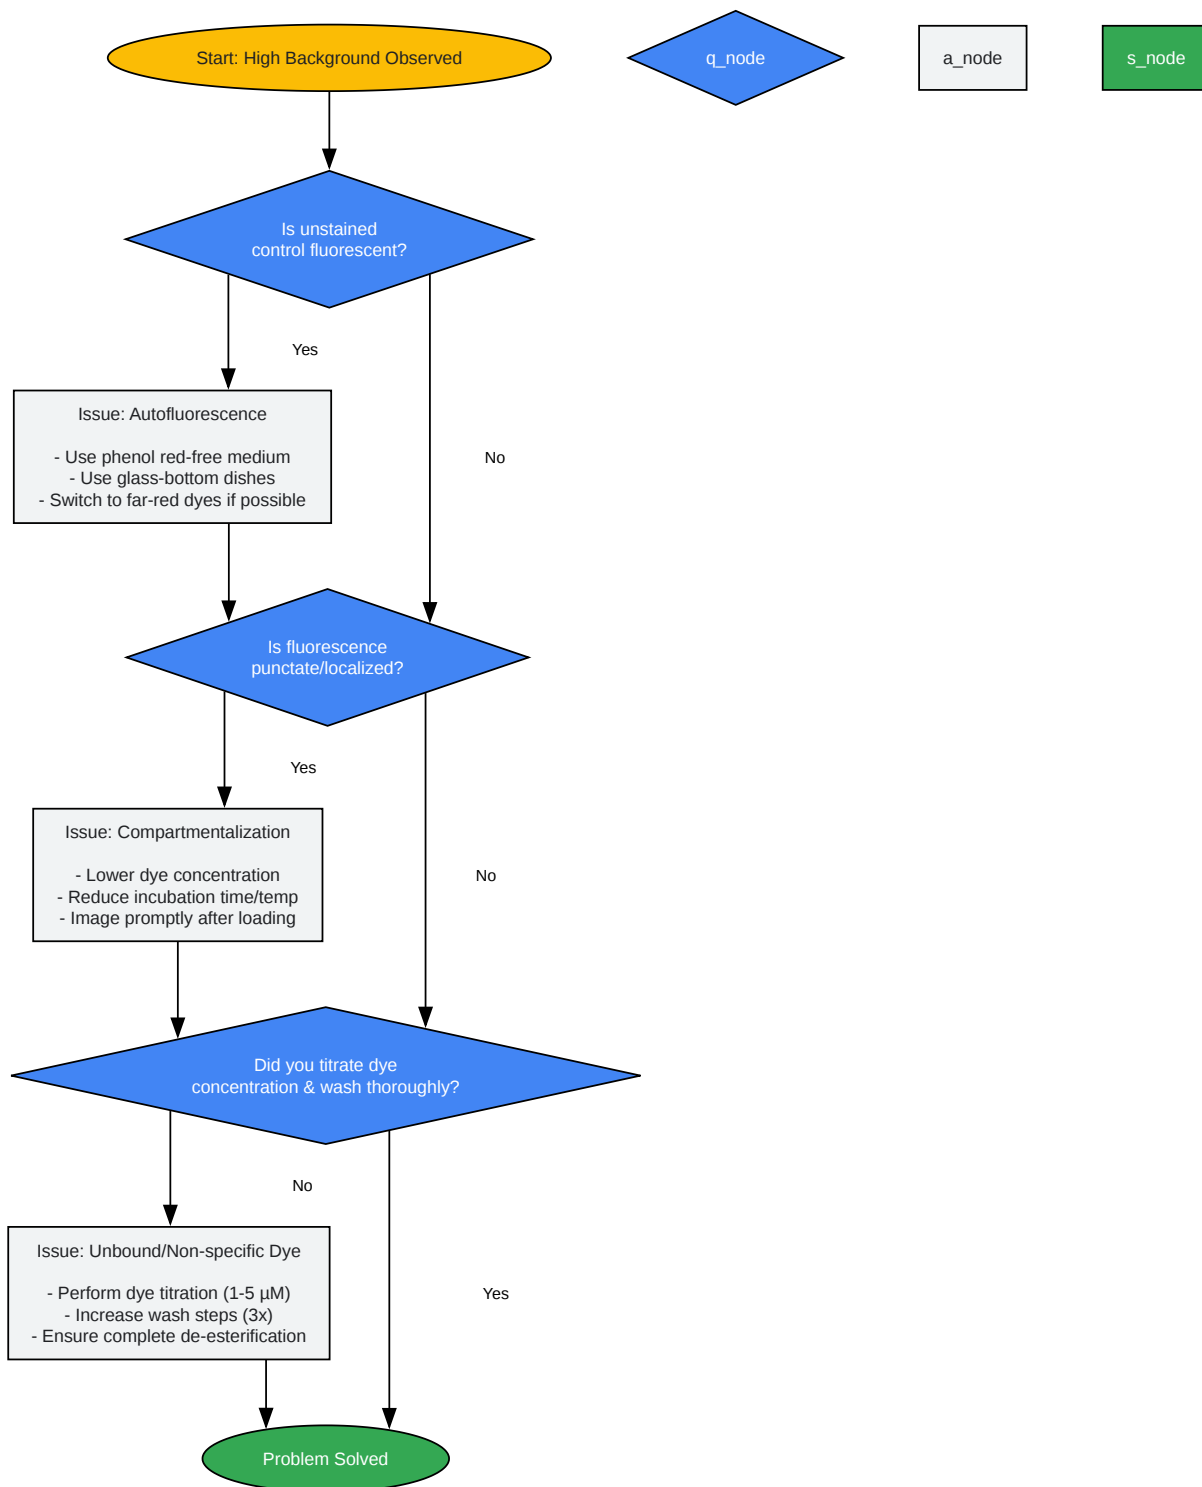 Start: High Background Observed
q_node
a_node
s_node
Is unstained
control fluorescent?
Yes
Issue: Autofluorescence
- Use phenol red-free medium
- Use glass-bottom dishes
- Switch to far-red dyes if possible
No
Is fluorescence
punctate/localized?
Yes
Issue: Compartmentalization
- Lower dye concentration
- Reduce incubation time/temp
- Image promptly after loading
No
Did you titrate dye
concentration & wash thoroughly?
No
Issue: Unbound/Non-specific Dye
- Perform dye titration (1-5 µM)
- Increase wash steps (3x)
- Ensure complete de-esterification
Yes
Problem Solved